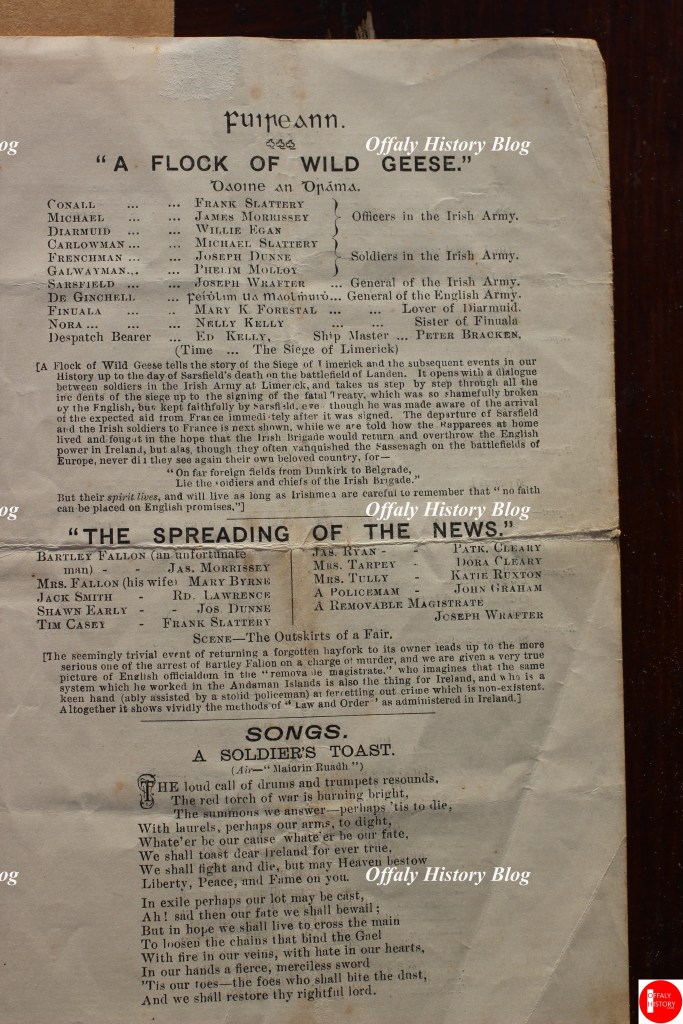 Fuireann.
Offaly History Blog
"A FLOCK OF WILD GEESE."
Daoine an Dráma.
CONALL ... ... FRANK SLATTERY
MICHAEL ... ... JAMES MORRISSEY } Officers in the Irish Army.
DIARMUID ... ... WILLIE EGAN
CARLOWMAN ... ... MICHAEL SLATTERY
FRENCHMAN ... ... JOSEPH DUNNE } Soldiers in the Irish Army.
GALWAYMAN... ... PHELIM MOLLOY
SARSFIELD ... .. JOSEPH WRAFTER ... General of the Irish Army.
DE GINCHELL ... Feiḋlim Ua Maolṁuiḋ... General of the English Army.
FINUALA ... .. MARY K. FORESTAL ... ... Lover of Diarmuid.
NORA ... ... ... NELLY KELLY ... ... Sister of Finuala
Despatch Bearer ... ED KELLY, Ship Master ... PETER BRACKEN,
(Time ... The Siege of Limerick)
[A Flock of Wild Geese tells the story of the Siege of Limerick and the subsequent events in our
History up to the day of Sarsfield's death on the battlefield of Landen. It opens with a dialogue
between soldiers in the Irish Army at Limerick, and takes us step by step through all the
incidents of the siege up to the signing of the fatal Treaty, which was so shamefully broken
by the English, but kept faithfully by Sarsfield, even though he was made aware of the arrival
of the expected aid from France immediately after it was signed. The departure of Sarsfield
and the Irish soldiers to France is next shown, while we are told how the Rapparees at home
lived and fought in the hope that the Irish Brigade would return and overthrow the English
power in Ireland, but alas, though they often vanquished the Sassenagh on the battlefields of
Europe, never did they see again their own beloved country, for—
"On far foreign fields from Dunkirk to Belgrade,
Lie the soldiers and chiefs of the Irish Brigade."
But their spirit lives, and will live as long as Irishmen are careful to remember that "no faith
can be placed on English promises."]
Offaly History Blog
"THE SPREADING OF THE NEWS."
BARTLEY FALLON (an unfortunate
man) - - JAS. MORRISSEY
MRS. FALLON (his wife) MARY BYRNE
JACK SMITH - RD. LAWRENCE
SHAWN EARLY - - JOS. DUNNE
TIM CASEY - FRANK SLATTERY
JAS. RYAN - - PATK. CLEARY
MRS. TARPEY - DORA CLEARY
MRS. TULLY - KATIE RUXTON
A POLICEMAM - JOHN GRAHAM
A REMOVABLE MAGISTRATE
JOSEPH WRAFTER
SCENE—The Outskirts of a Fair.
[The seemingly trivial event of returning a forgotten hayfork to its owner leads up to the more
serious one of the arrest of Bartley Fallon on a charge of murder, and we are given a very true
picture of English officialdom in the "removable magistrate." who imagines that the same
system which he worked in the Andaman Islands is also the thing for Ireland, and who is a
keen hand (ably assisted by a stolid policeman) at ferretting out crime which is non-existent.
Altogether it shows vividly the methods of "Law and Order" as administered in Ireland.]
SONGS.
A SOLDIER'S TOAST.
(Air—"Maidrin Ruadh")
THE loud call of drums and trumpets resounds.
The red torch of war is burning bright,
The summons we answer—perhaps 'tis to die,
With laurels, perhaps our arms, to dight,
Whate'er be our cause whate'er be our fate,
We shall toast dear Ireland for ever true,
We shall fight and die, but may Heaven bestow
Liberty, Peace, and Fame on you.
Offaly History Blog
In exile perhaps our lot may be cast,
Ah! sad then our fate we shall bewail;
But in hope we shall live to cross the main
To loosen the chains that bind the Gael
With fire in our veins, with hate in our hearts,
In our hands a fierce, merciless sword
'Tis our foes—the foes who shall bite the dust,
And we shall restore thy rightful lord.
OFFALY
HISTORY